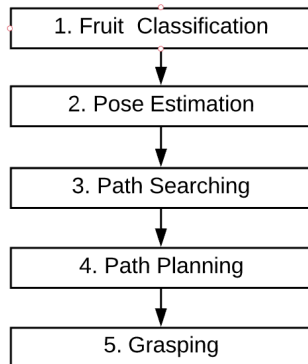 1. Fruit Classification
2. Pose Estimation
3. Path Searching
4. Path Planning
5. Grasping